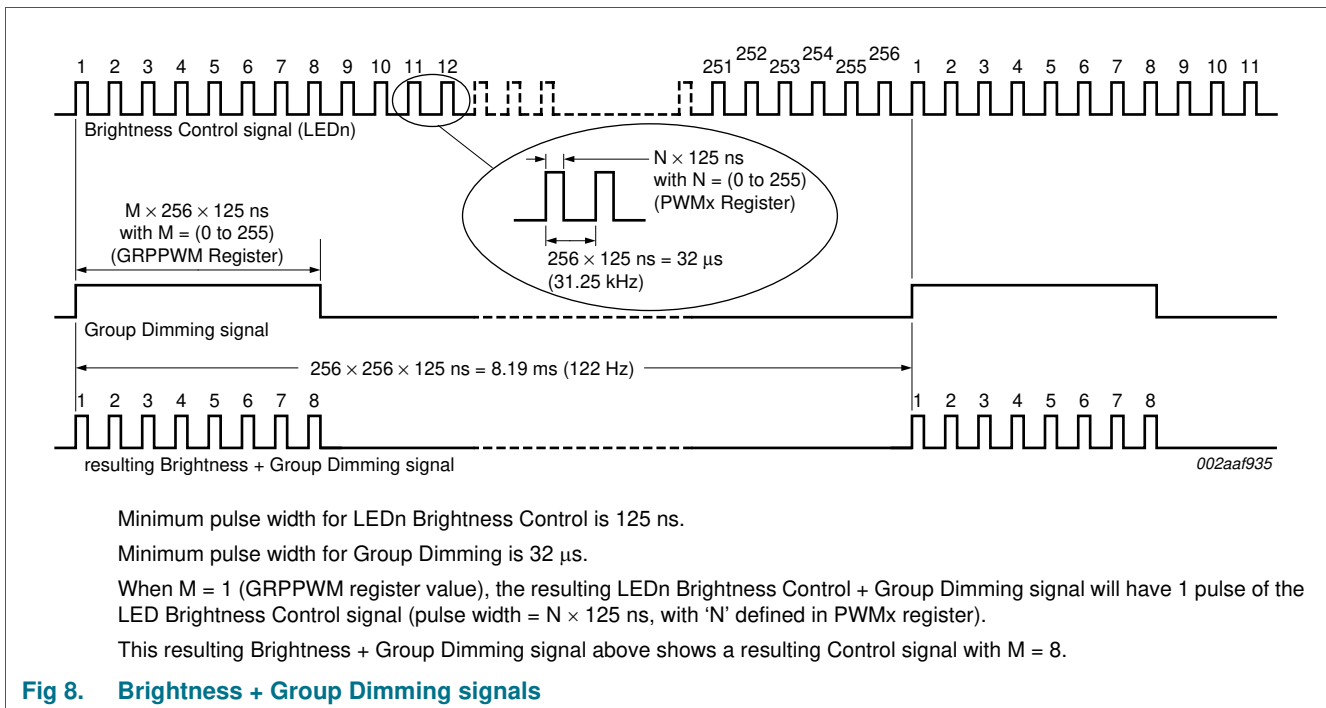 1 2 3 4 5 6 7 8 9 10 11 12 251 252 253 254 255 256 1 2 3 4 5 6 7 8 9 10 11
Brightness Control signal (LEDn)
N × 125 ns
with N = (0 to 255)
(PWMx Register)
M × 256 × 125 ns
with M = (0 to 255)
(GRPPWM Register)
256 × 125 ns = 32 μs
(31.25 kHz)
Group Dimming signal
256 × 256 × 125 ns = 8.19 ms (122 Hz)
1 2 3 4 5 6 7 8 1 2 3 4 5 6 7 8
resulting Brightness + Group Dimming signal
002aaf935
Minimum pulse width for LEDn Brightness Control is 125 ns.
Minimum pulse width for Group Dimming is 32 μs.
When M = 1 (GRPPWM register value), the resulting LEDn Brightness Control + Group Dimming signal will have 1 pulse of the
LED Brightness Control signal (pulse width = N × 125 ns, with ‘N’ defined in PWMx register).
This resulting Brightness + Group Dimming signal above shows a resulting Control signal with M = 8.
Fig 8. Brightness + Group Dimming signals